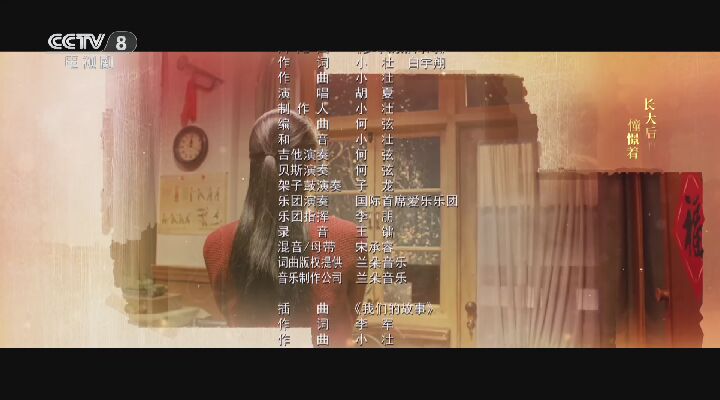 CCTV 8
电视剧
作 词 小 壮 白宇翔
作 曲 小 壮
演 唱 胡 夏
制 作 人 小 壮
编 曲 何 弦
和 音 小 壮
吉他演奏 何 弦
贝斯演奏 何 弦
架子鼓演奏 子 龙
乐团演奏 国际首席爱乐乐团
乐团指挥 李 朋
录 音 王
混音/母带 宋承睿
词曲版权提供 兰朵音乐
音乐制作公司 兰朵音乐
插 曲 《我们的故事》
作 词 李 军
作 曲 小 壮
长大后
憧憬着
福